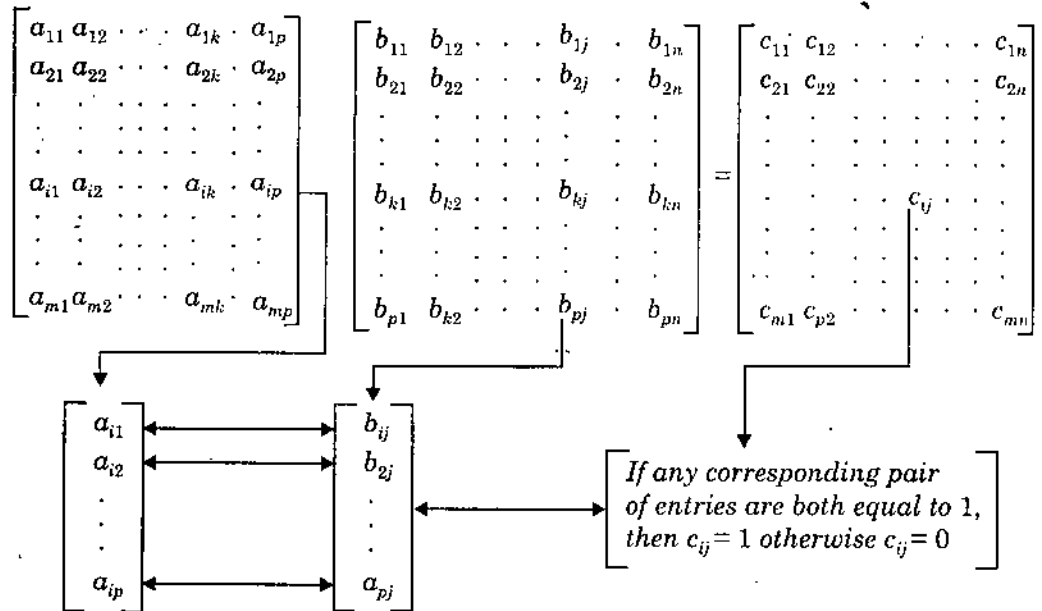 a₁₁ a₁₂ · · · a₁ₖ · a₁ₚ b₁₁ b₁₂ · · · b₁ⱼ · b₁ₙ c₁₁ c₁₂ · · · · · c₁ₙ
a₂₁ a₂₂ · · · a₂ₖ · a₂ₚ b₂₁ b₂₂ · · · b₂ⱼ · b₂ₙ c₂₁ c₂₂ · · · · · c₂ₙ
· · · · · · · · · · · · · · · · · · · · · · · ·
· · · · · · · · · · · · · · · · · · · · · · · ·
· · · · · · · · · · · · · · · · · · · · · · · ·
aᵢ₁ aᵢ₂ · · · aᵢₖ · aᵢₚ bₖ₁ bₖ₂ · · · bₖⱼ · bₖₙ = · · · · · cᵢⱼ · ·
· · · · · · · · · · · · · · · · · · · · · · · ·
· · · · · · · · · · · · · · · · · · · · · · · ·
· · · · · · · · · · · · · · · · · · · · · · · ·
aₘ₁ aₘ₂ · · · aₘₖ · aₘₚ bₚ₁ bₖ₂ · · · bₚⱼ · bₚₙ cₘ₁ cₚ₂ · · · · · cₘₙ
aᵢ₁ bᵢⱼ
aᵢ₂ b₂ⱼ
If any corresponding pair
· ·
of entries are both equal to 1,
· ·
then cᵢⱼ = 1 otherwise cᵢⱼ = 0
· ·
aᵢₚ aₚⱼ